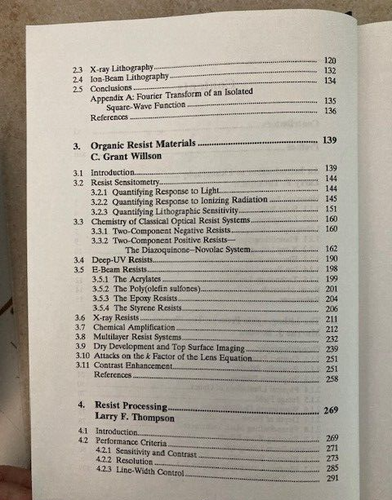 2.3 X-ray Lithography 120
2.4 Ion-Beam Lithography 132
2.5 Conclusions 134
Appendix A: Fourier Transform of an Isolated
Square-Wave Function 135
References 136
3. Organic Resist Materials 139
C. Grant Willson
3.1 Introduction 139
3.2 Resist Sensitometry 144
3.2.1 Quantifying Response to Light 144
3.2.2 Quantifying Response to Ionizing Radiation 145
3.2.3 Quantifying Lithographic Sensitivity 151
3.3 Chemistry of Classical Optical Resist Systems 160
3.3.1 Two-Component Negative Resists 160
3.3.2 Two-Component Positive Resists—
The Diazoquinone–Novolac System 162
3.4 Deep-UV Resists 190
3.5 E-Beam Resists 198
3.5.1 The Acrylates 199
3.5.2 The Poly(olefin sulfones) 201
3.5.3 The Epoxy Resists 204
3.5.4 The Styrene Resists 206
3.6 X-ray Resists 211
3.7 Chemical Amplification 212
3.8 Multilayer Resist Systems 232
3.9 Dry Development and Top Surface Imaging 239
3.10 Attacks on the k Factor of the Lens Equation 251
3.11 Contrast Enhancement 251
References 258
4. Resist Processing 269
Larry F. Thompson
4.1 Introduction 269
4.2 Performance Criteria 271
4.2.1 Sensitivity and Contrast 273
4.2.2 Resolution 285
4.2.3 Line-Width Control 291